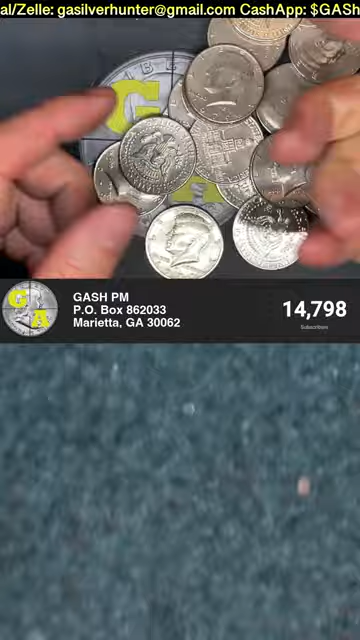 al/Zelle: gasilverhunter@gmail.com CashApp: $GASH
G
GASH PM
P.O. Box 862033
Marietta, GA 30062
G
A
14,798
Subscribers